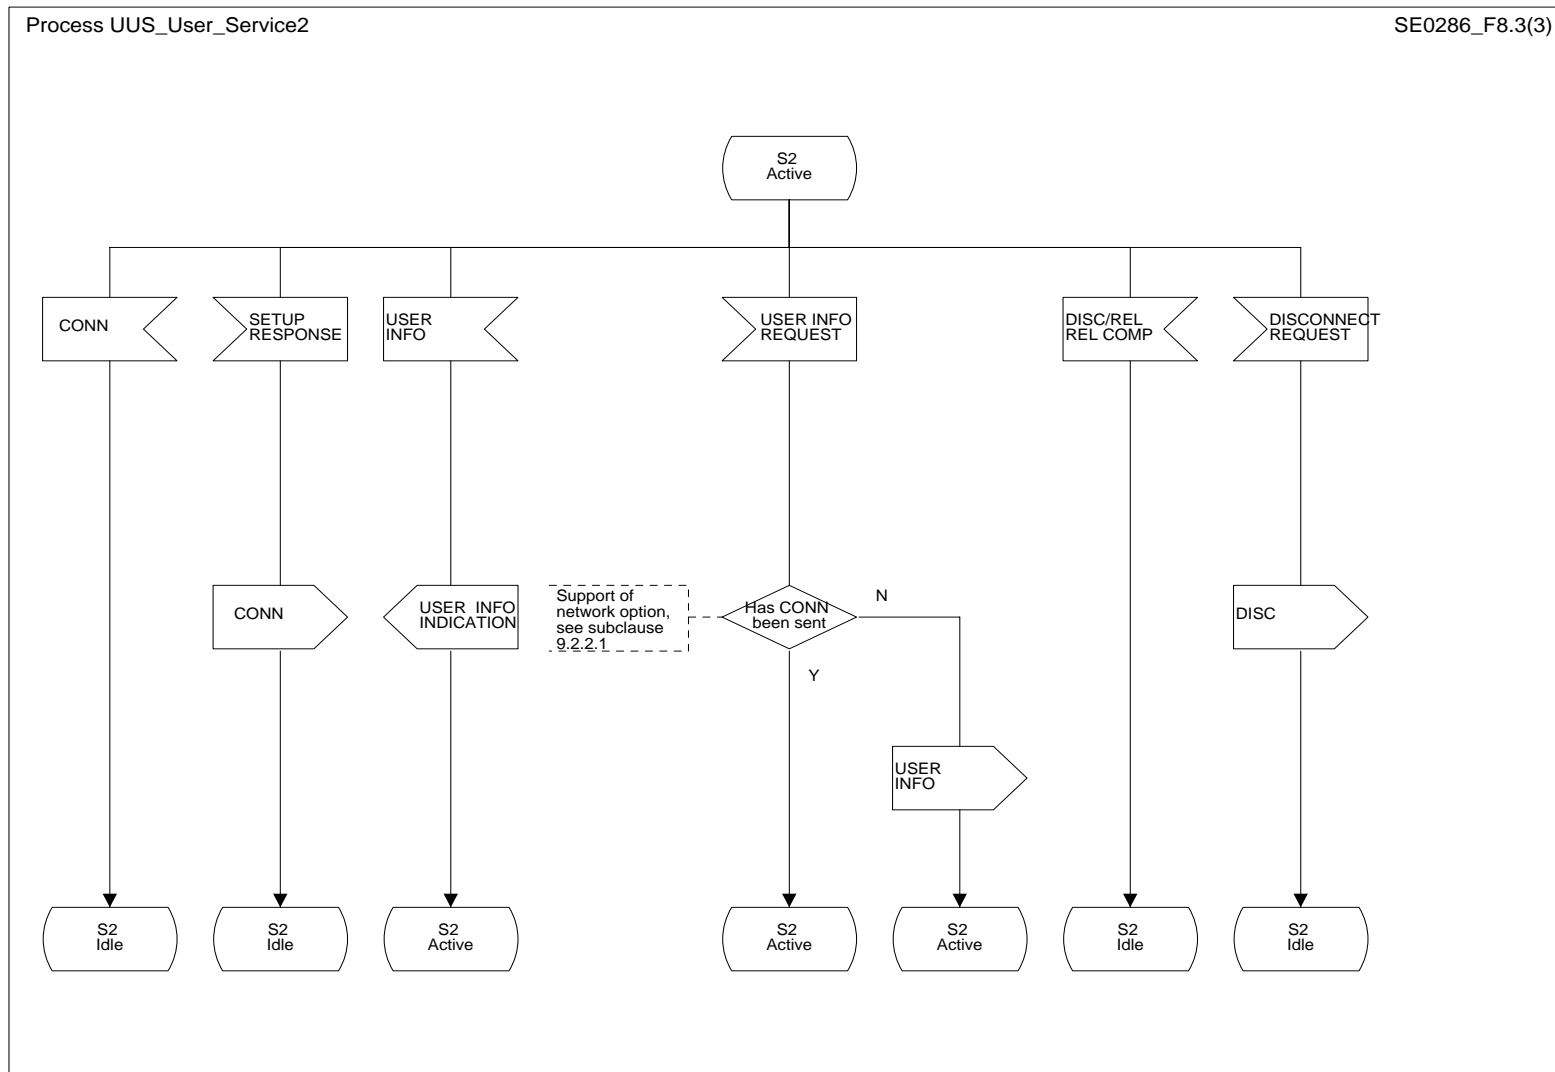 Process UUS_User_Service2
SE0286_F8.3(3)
S2
Active
CONN
SETUP
RESPONSE
USER
INFO
USER INFO
REQUEST
DISC/REL
REL COMP
DISCONNECT
REQUEST
CONN
USER INFO
INDICATION
Support of
network option,
see subclause
9.2.2.1
Has CONN
been sent
N
Y
DISC
USER
INFO
S2
Idle
S2
Idle
S2
Active
S2
Active
S2
Active
S2
Idle
S2
Idle